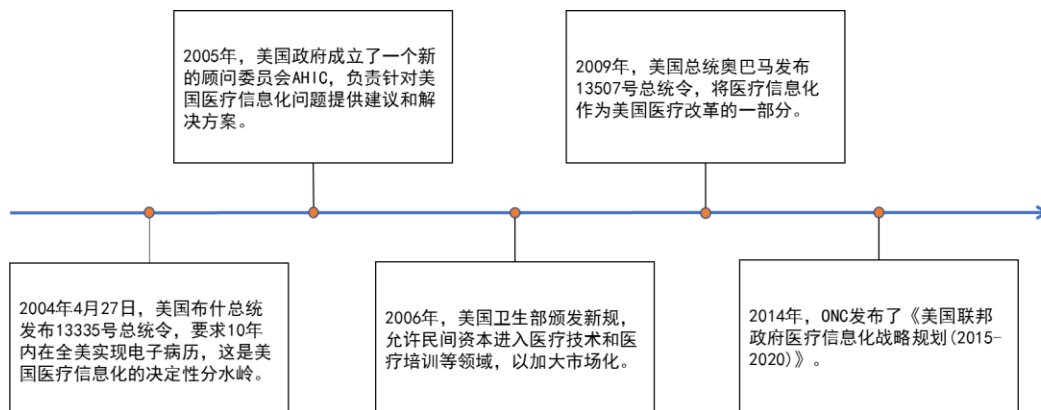 2005年，美国政府成立了一个新
的顾问委员会AHIC，负责针对美
国医疗信息化问题提供建议和解
决方案。
2009年，美国总统奥巴马发布
13507号总统令，将医疗信息化
作为美国医疗改革的一部分。
2004年4月27日，美国布什总统
发布13335号总统令，要求10年
内在全美实现电子病历，这是美
国医疗信息化的决定性分水岭。
2006年，美国卫生部颁发新规，
允许民间资本进入医疗技术和医
疗培训等领域，以加大市场化。
2014年，ONC发布了《美国联邦
政府医疗信息化战略规划(2015-
2020)》。